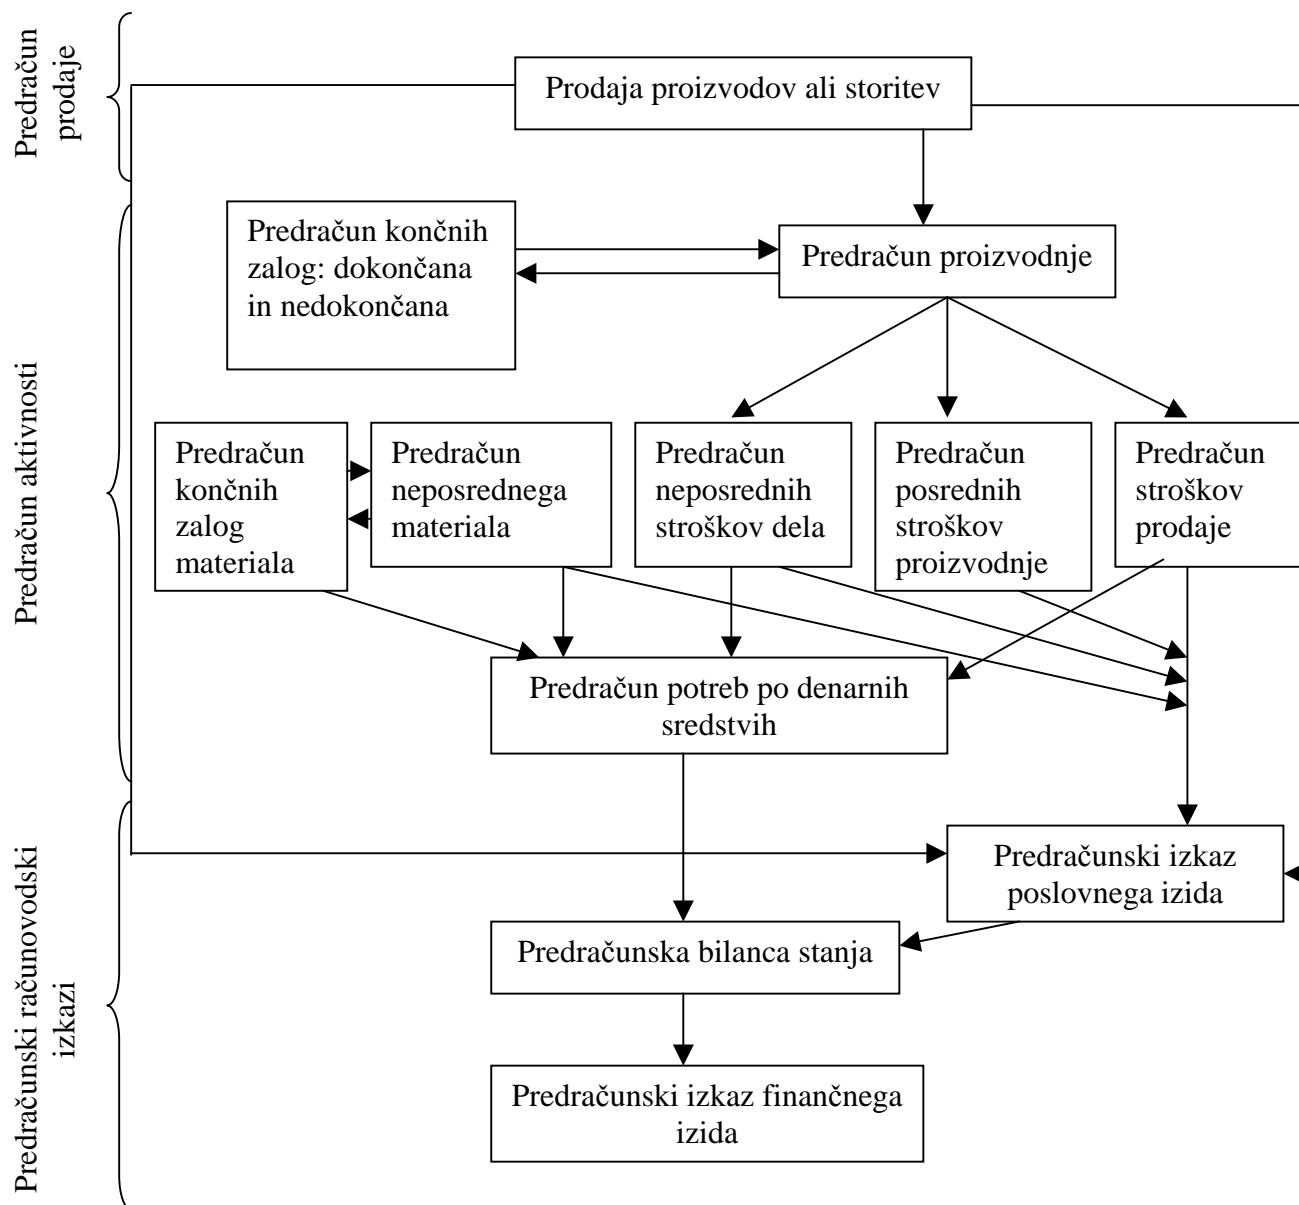 Predračun
prodaje
Prodaja proizvodov ali storitev
Predračun aktivnosti
Predračun končnih
zalog: dokončana
in nedokončana
Predračun proizvodnje
Predračun
končnih
zalog
materiala
Predračun
neposrednega
materiala
Predračun
neposrednih
stroškov dela
Predračun
posrednih
stroškov
proizvodnje
Predračun
stroškov
prodaje
Predračun potreb po denarnih
sredstvih
Predračunski računovodski
izkazi
Predračunski izkaz
poslovnega izida
Predračunska bilanca stanja
Predračunski izkaz finančnega
izida